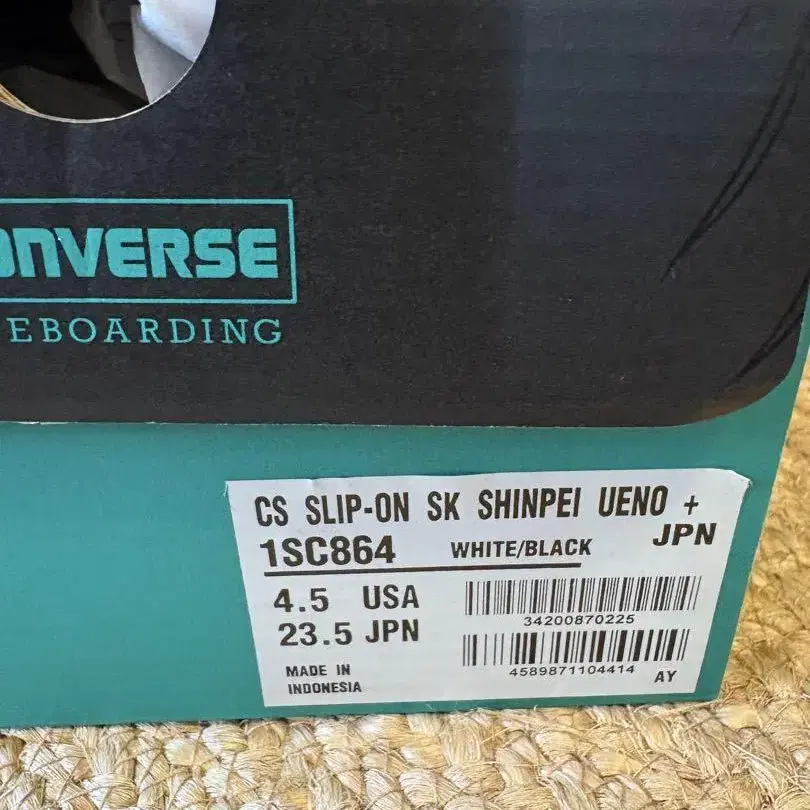 ONVERSE
EBOARDING
CS SLIP-ON SK SHINPEI UENO +
1SC864 WHITE/BLACK JPN
4.5 USA
34200870225
23.5 JPN
4589871104414 AY
MADE IN
INDONESIA